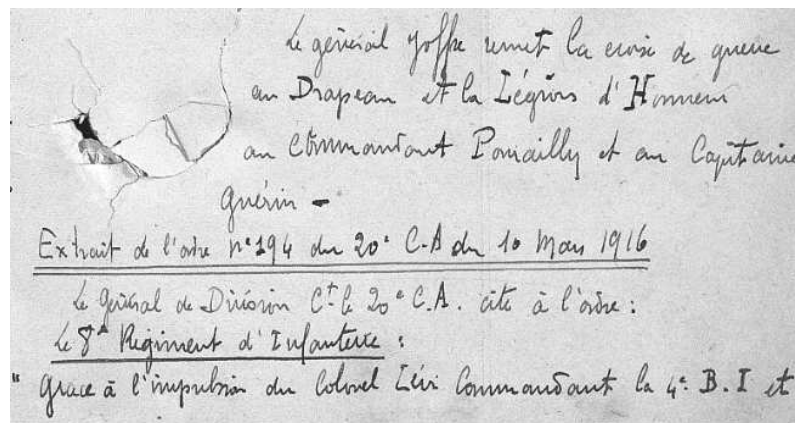 Le général Joffre remet la croix de guerre
au Drapeau et la Légion d'Honneur
au Commandant Pomailly et au Capitaine
Guérin -
Extrait de l'ordre n° 194 du 20e C.A du 10 Mars 1916
Le Général de Division Ct le 20e C.A. cite à l'ordre :
Le 8e Régiment d'Infanterie :
" Grace à l'impulsion du Colonel Lévi Commandant la 4e B.I et